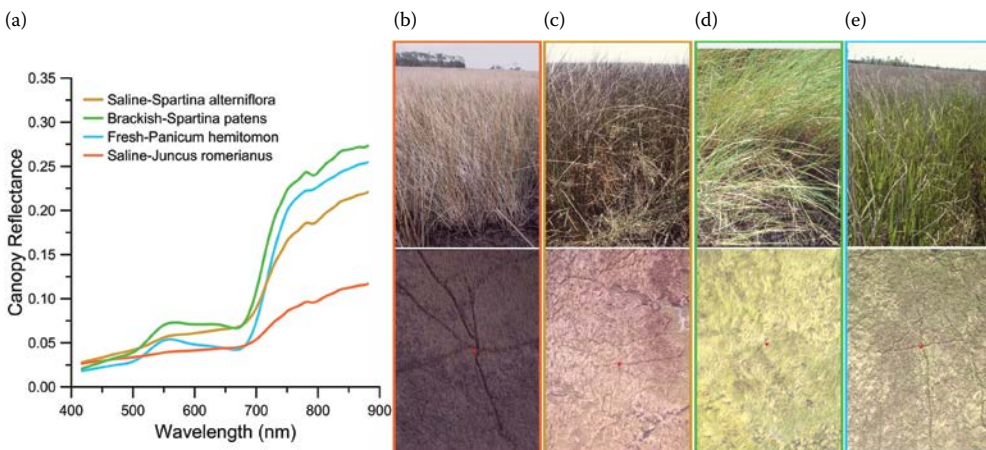 (a)
(b)
(c)
(d)
(e)
0.35
0.30
0.25
0.20
0.15
0.10
0.05
0.00
Canopy Reflectance
Saline-Spartina alterniflora
Brackish-Spartina patens
Fresh-Panicum hemitomon
Saline-Juncus romerianus
400
500
600
700
800
900
Wavelength (nm)